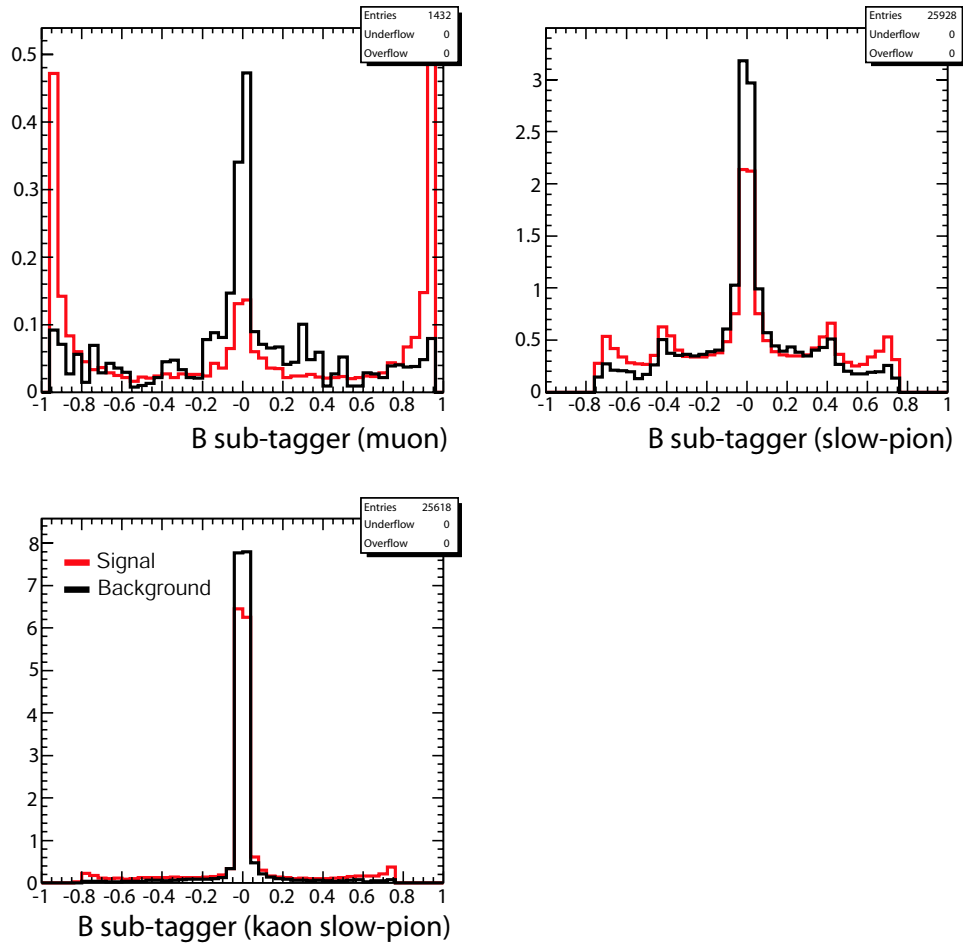 Entries 1432
Underflow 0
Overflow 0
0.5
0.4
0.3
0.2
0.1
0
-1 -0.8 -0.6 -0.4 -0.2 -0 0.2 0.4 0.6 0.8 1
B sub-tagger (muon)
Entries 25928
Underflow 0
Overflow 0
3
2.5
2
1.5
1
0.5
0
-1 -0.8 -0.6 -0.4 -0.2 -0 0.2 0.4 0.6 0.8 1
B sub-tagger (slow-pion)
Entries 25618
Underflow 0
Overflow 0
8
7
6
5
4
3
2
1
0
Signal
Background
-1 -0.8 -0.6 -0.4 -0.2 -0 0.2 0.4 0.6 0.8 1
B sub-tagger (kaon slow-pion)